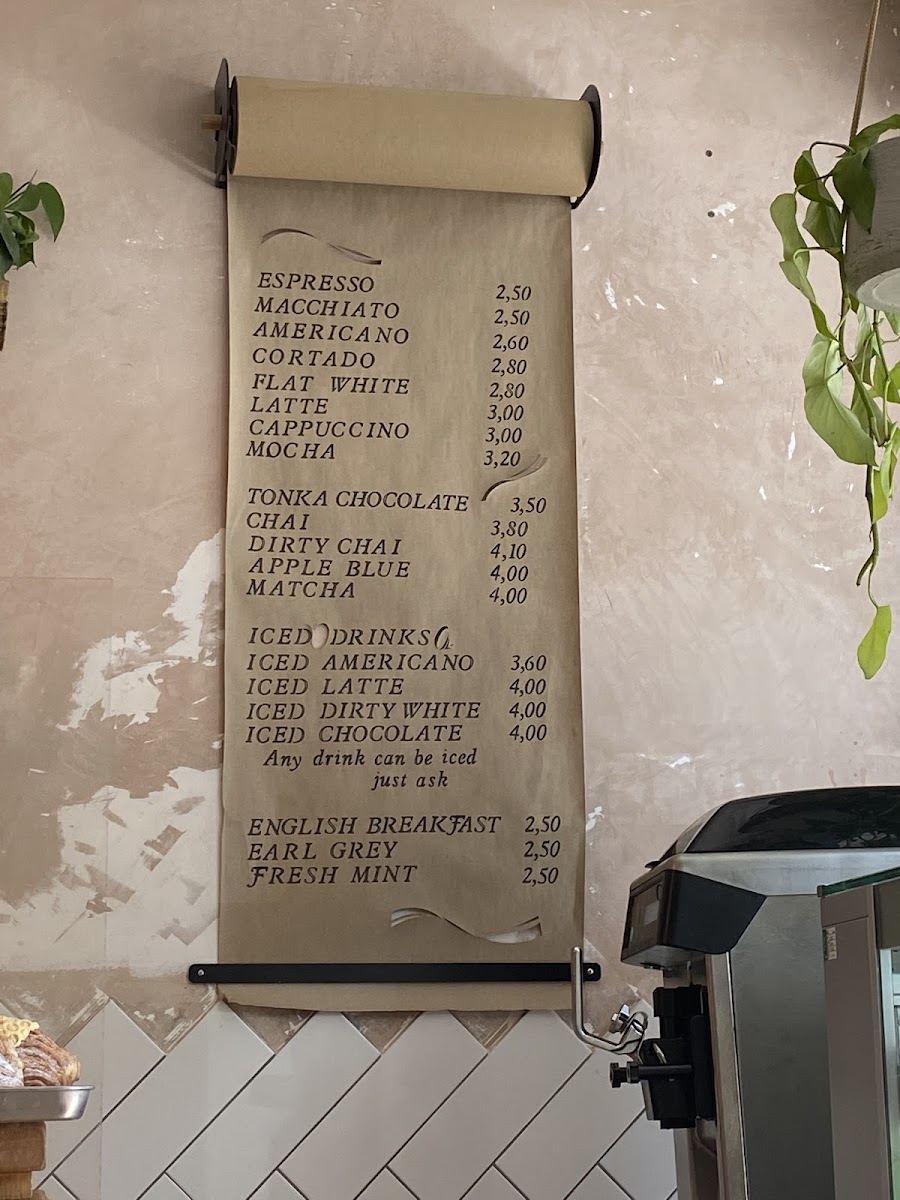 ESPRESSO 2,50
MACCHIATO 2,50
AMERICANO 2,60
CORTADO 2,80
FLAT WHITE 2,80
LATTE 3,00
CAPPUCCINO 3,00
MOCHA 3,20
TONKA CHOCOLATE 3,50
CHAI 3,80
DIRTY CHAI 4,10
APPLE BLUE 4,00
MATCHA 4,00
ICED DRINKS
ICED AMERICANO 3,60
ICED LATTE 4,00
ICED DIRTY WHITE 4,00
ICED CHOCOLATE 4,00
Any drink can be iced
just ask
ENGLISH BREAKFAST 2,50
EARL GREY 2,50
FRESH MINT 2,50